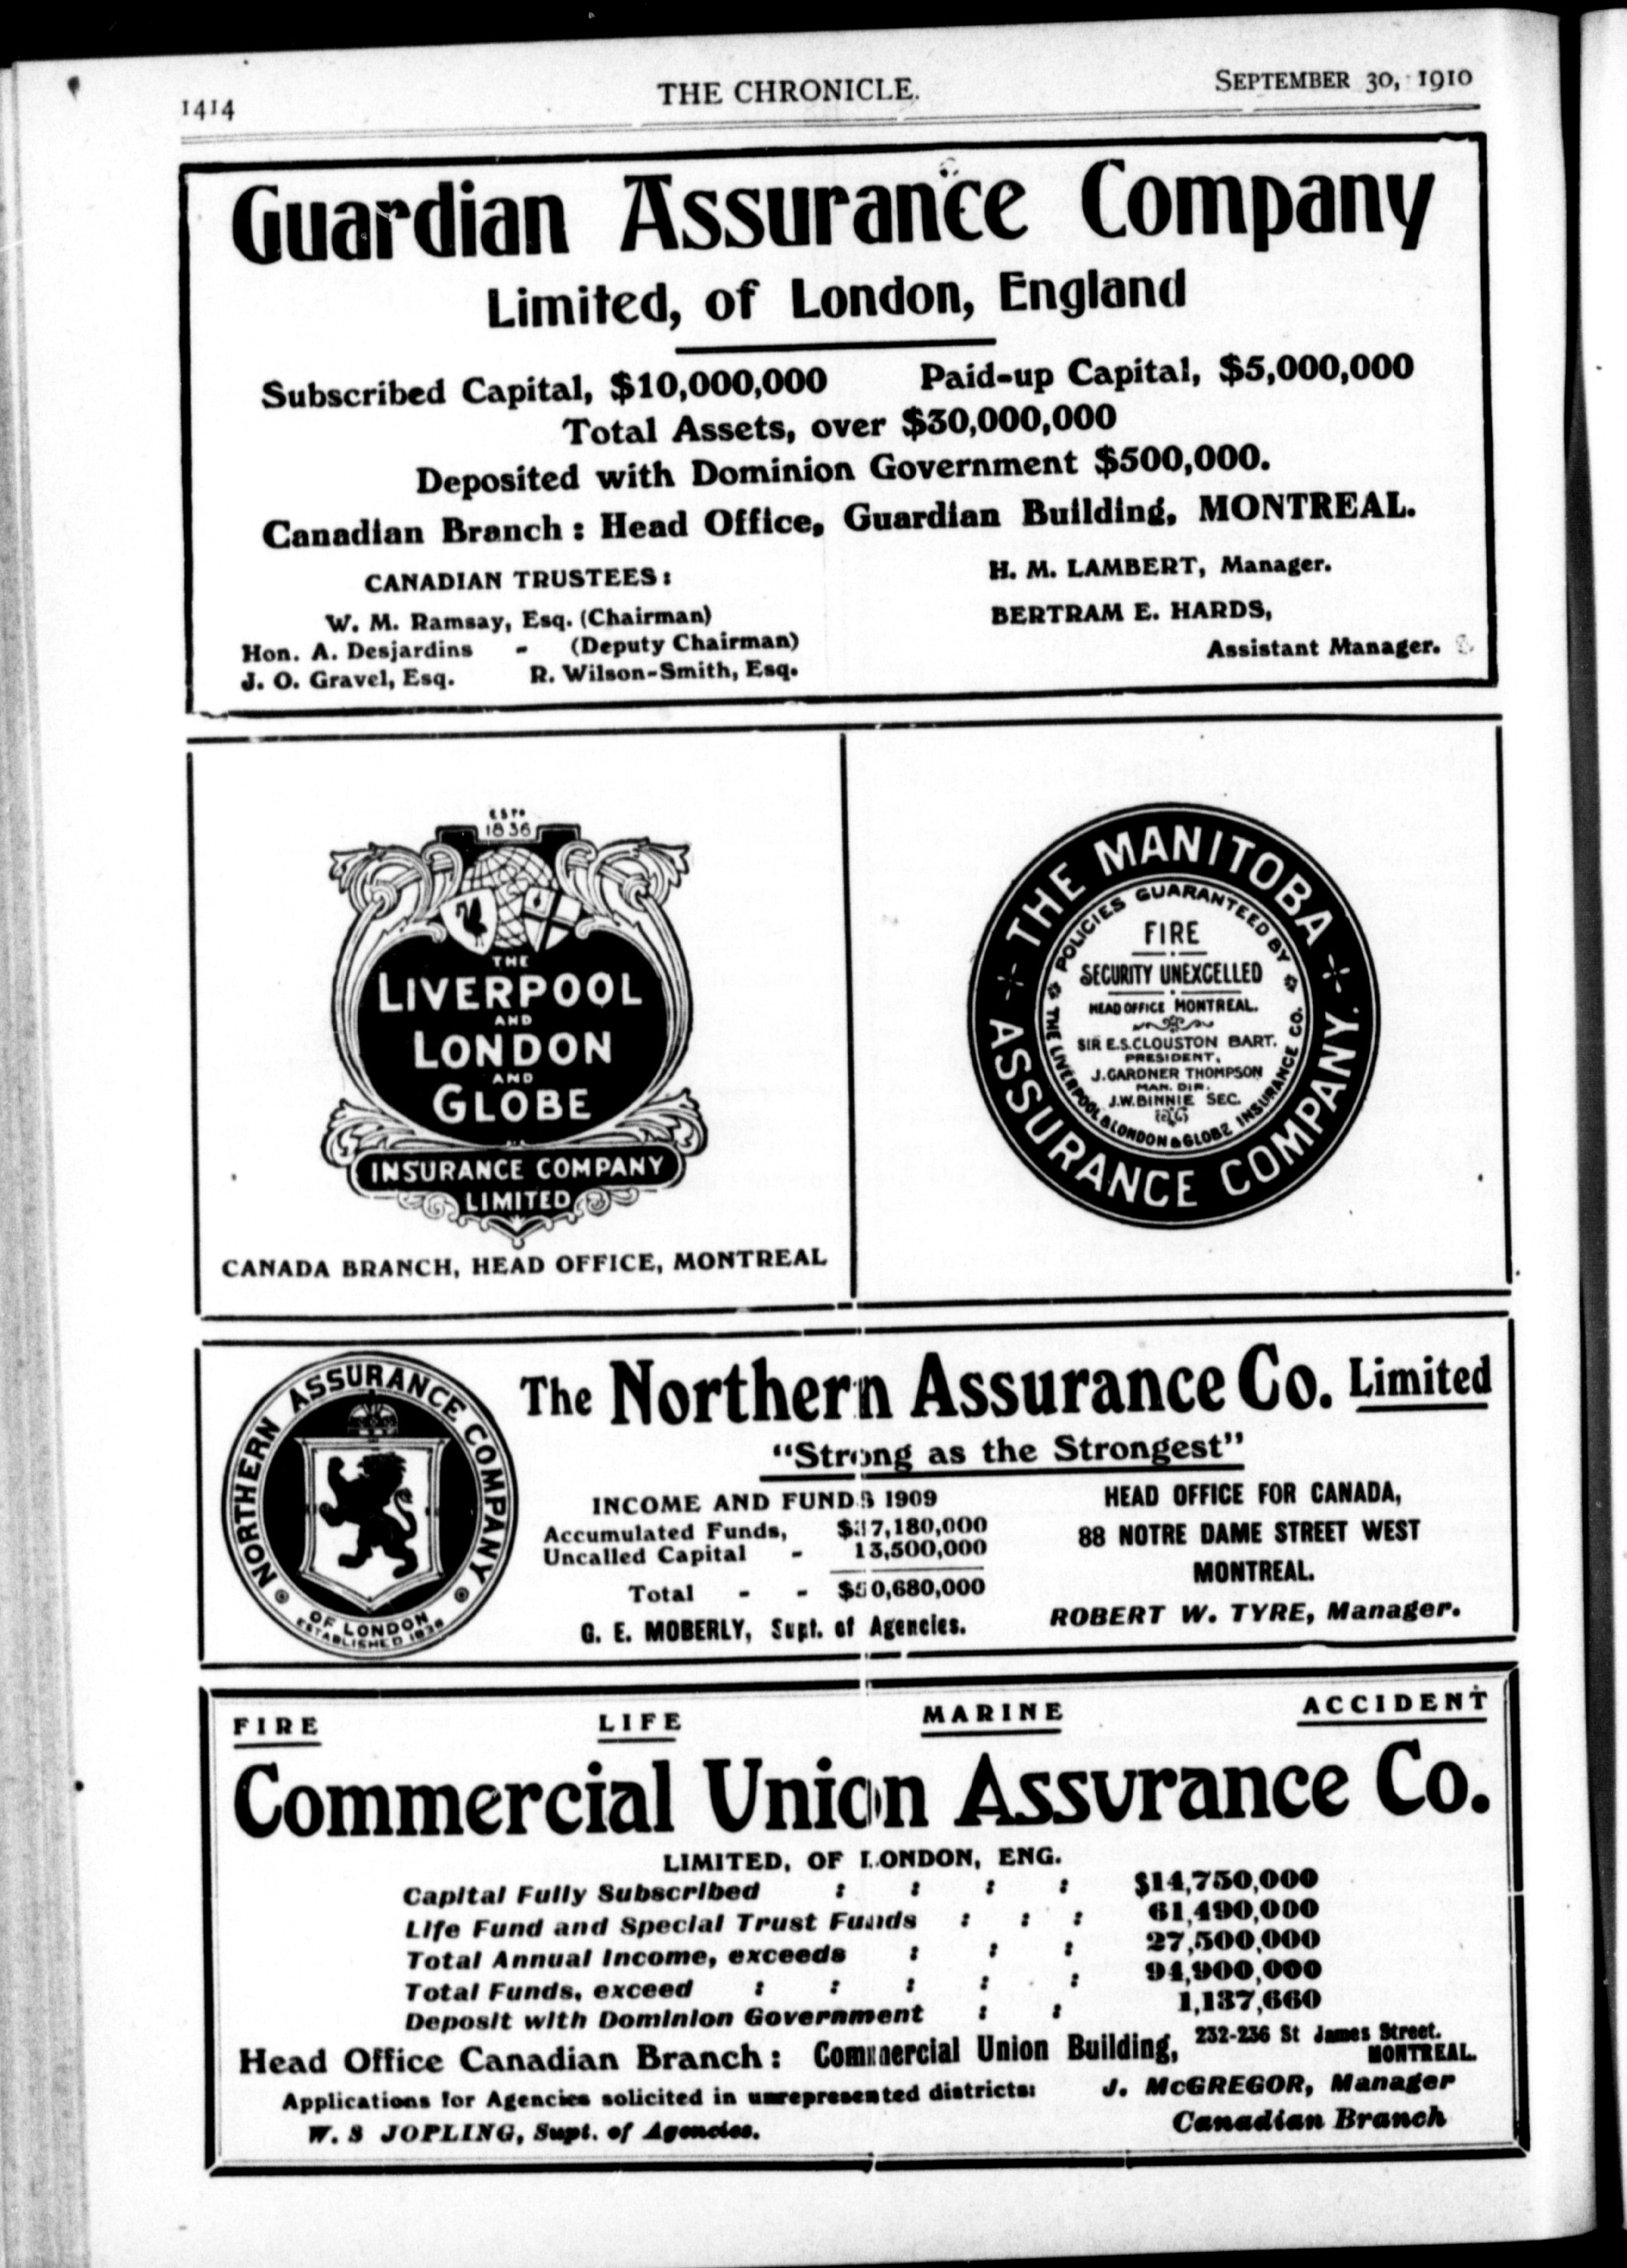 1414
THE CHRONICLE.
SEPTEMBER 30, 1910
Guardian Assurance Company
Limited, of London, England
Subscribed Capital, $10,000,000 Paid-up Capital, $5,000,000
Total Assets, over $30,000,000
Deposited with Dominion Government $500,000.
Canadian Branch : Head Office, Guardian Building, MONTREAL.
CANADIAN TRUSTEES:
W. M. Ramsay, Esq. (Chairman)
Hon. A. Desjardins - (Deputy Chairman)
J. O. Gravel, Esq. R. Wilson-Smith, Esq.
H. M. LAMBERT, Manager.
BERTRAM E. HARDS,
Assistant Manager.
ESTD
1836
THE
LIVERPOOL
AND
LONDON
AND
GLOBE
INSURANCE COMPANY
LIMITED
CANADA BRANCH, HEAD OFFICE, MONTREAL
THE MANITOBA
ASSURANCE COMPANY.
POLICIES GUARANTEED BY
THE LIVERPOOL & LONDON & GLOBE INSURANCE CO.
FIRE
SECURITY UNEXCELLED
HEAD OFFICE MONTREAL.
SIR E.S.CLOUSTON BART.
PRESIDENT,
J.GARDNER THOMPSON
MAN. DIR.
J.W.BINNIE SEC.
NORTHERN ASSURANCE COMPANY
OF LONDON
ESTABLISHED 1836
The Northern Assurance Co. Limited
"Strong as the Strongest"
INCOME AND FUNDS 1909
Accumulated Funds, $37,180,000
Uncalled Capital - 13,500,000
Total - - $50,680,000
G. E. MOBERLY, Supt. of Agencies.
HEAD OFFICE FOR CANADA,
88 NOTRE DAME STREET WEST
MONTREAL.
ROBERT W. TYRE, Manager.
FIRE LIFE MARINE ACCIDENT
Commercial Union Assurance Co.
LIMITED, OF LONDON, ENG.
Capital Fully Subscribed : : : : $14,750,000
Life Fund and Special Trust Funds : : : 61,490,000
Total Annual Income, exceeds : : : 27,500,000
Total Funds, exceed : : : : : 94,900,000
Deposit with Dominion Government : : 1,137,660
Head Office Canadian Branch : Commercial Union Building, 232-236 St James Street.
MONTREAL.
Applications for Agencies solicited in unrepresented districts:
W. S JOPLING, Supt. of Agencies.
J. McGREGOR, Manager
Canadian Branch